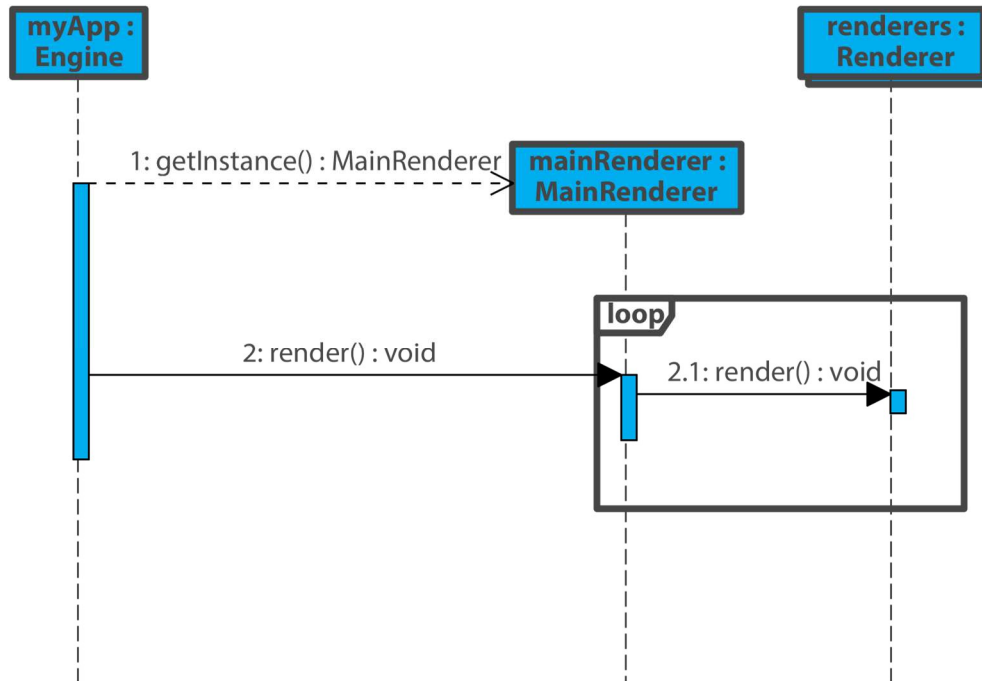 myApp :
Engine
renderers :
Renderer
1: getInstance() : MainRenderer
mainRenderer :
MainRenderer
loop
2: render() : void
2.1: render() : void